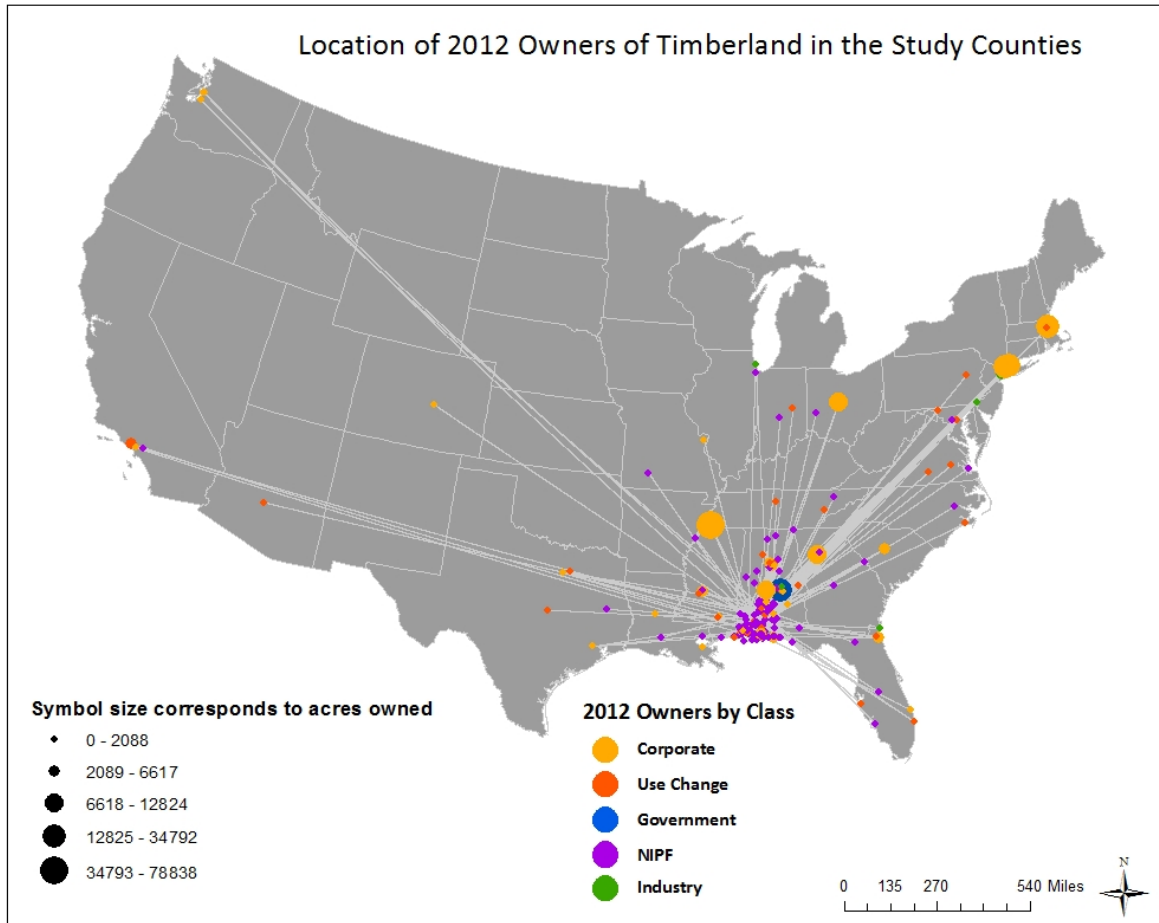 Location of 2012 Owners of Timberland in the Study Counties
Symbol size corresponds to acres owned
0 - 2088
2089 - 6617
6618 - 12824
12825 - 34792
34793 - 78838
2012 Owners by Class
Corporate
Use Change
Government
NIPF
Industry
0 135 270 540 Miles
N